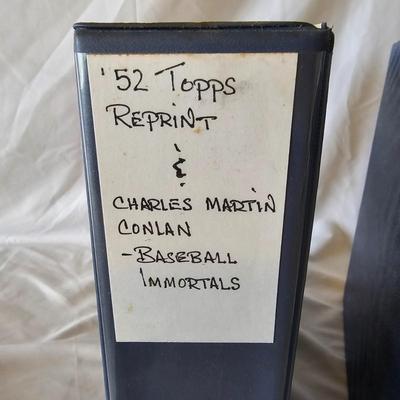 '52 TOPPS
REPRINT
&
CHARLES MARTIN
CONLAN
-BASEBALL
IMMORTALS